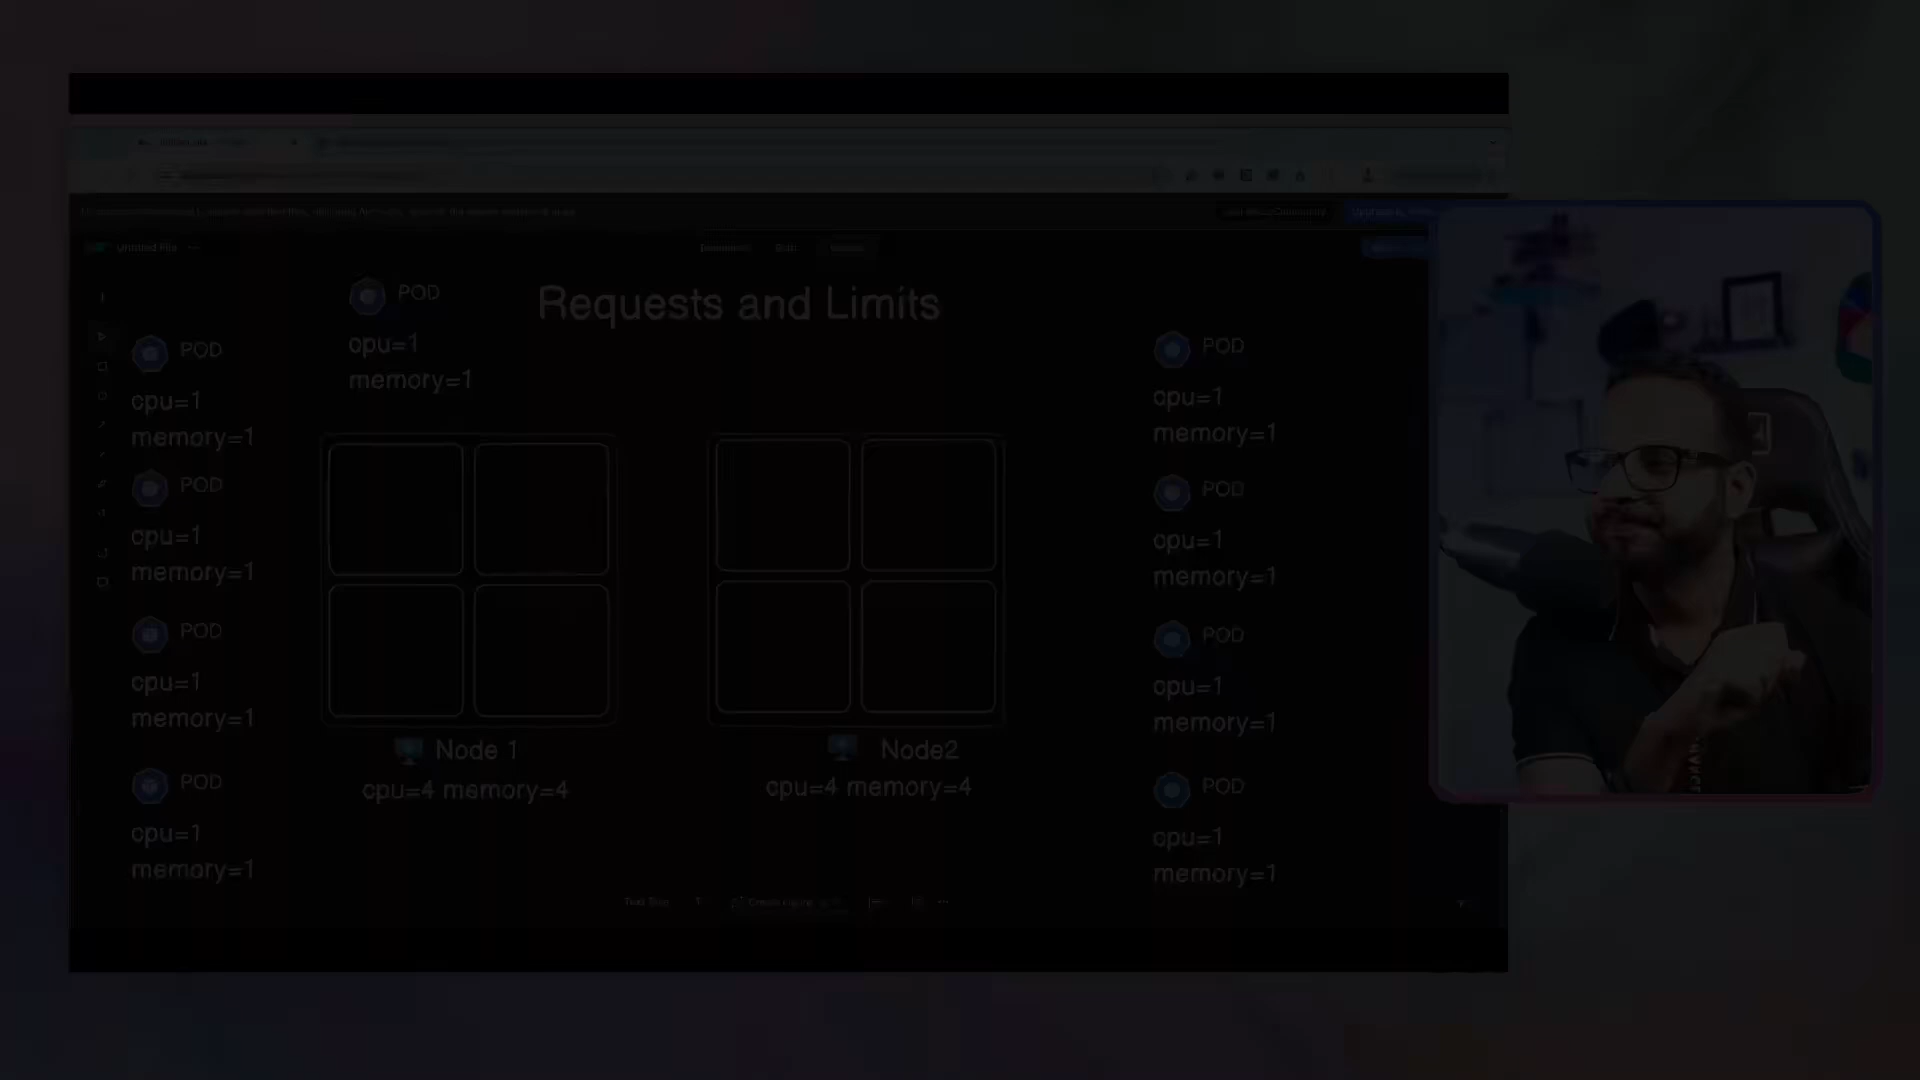 Untitled File
Requests and Limits
POD
cpu=1
memory=1
POD
cpu=1
memory=1
POD
cpu=1
memory=1
POD
cpu=1
memory=1
POD
cpu=1
memory=1
Node 1
cpu=4 memory=4
Node2
cpu=4 memory=4
POD
cpu=1
memory=1
POD
cpu=1
memory=1
POD
cpu=1
memory=1
POD
cpu=1
memory=1